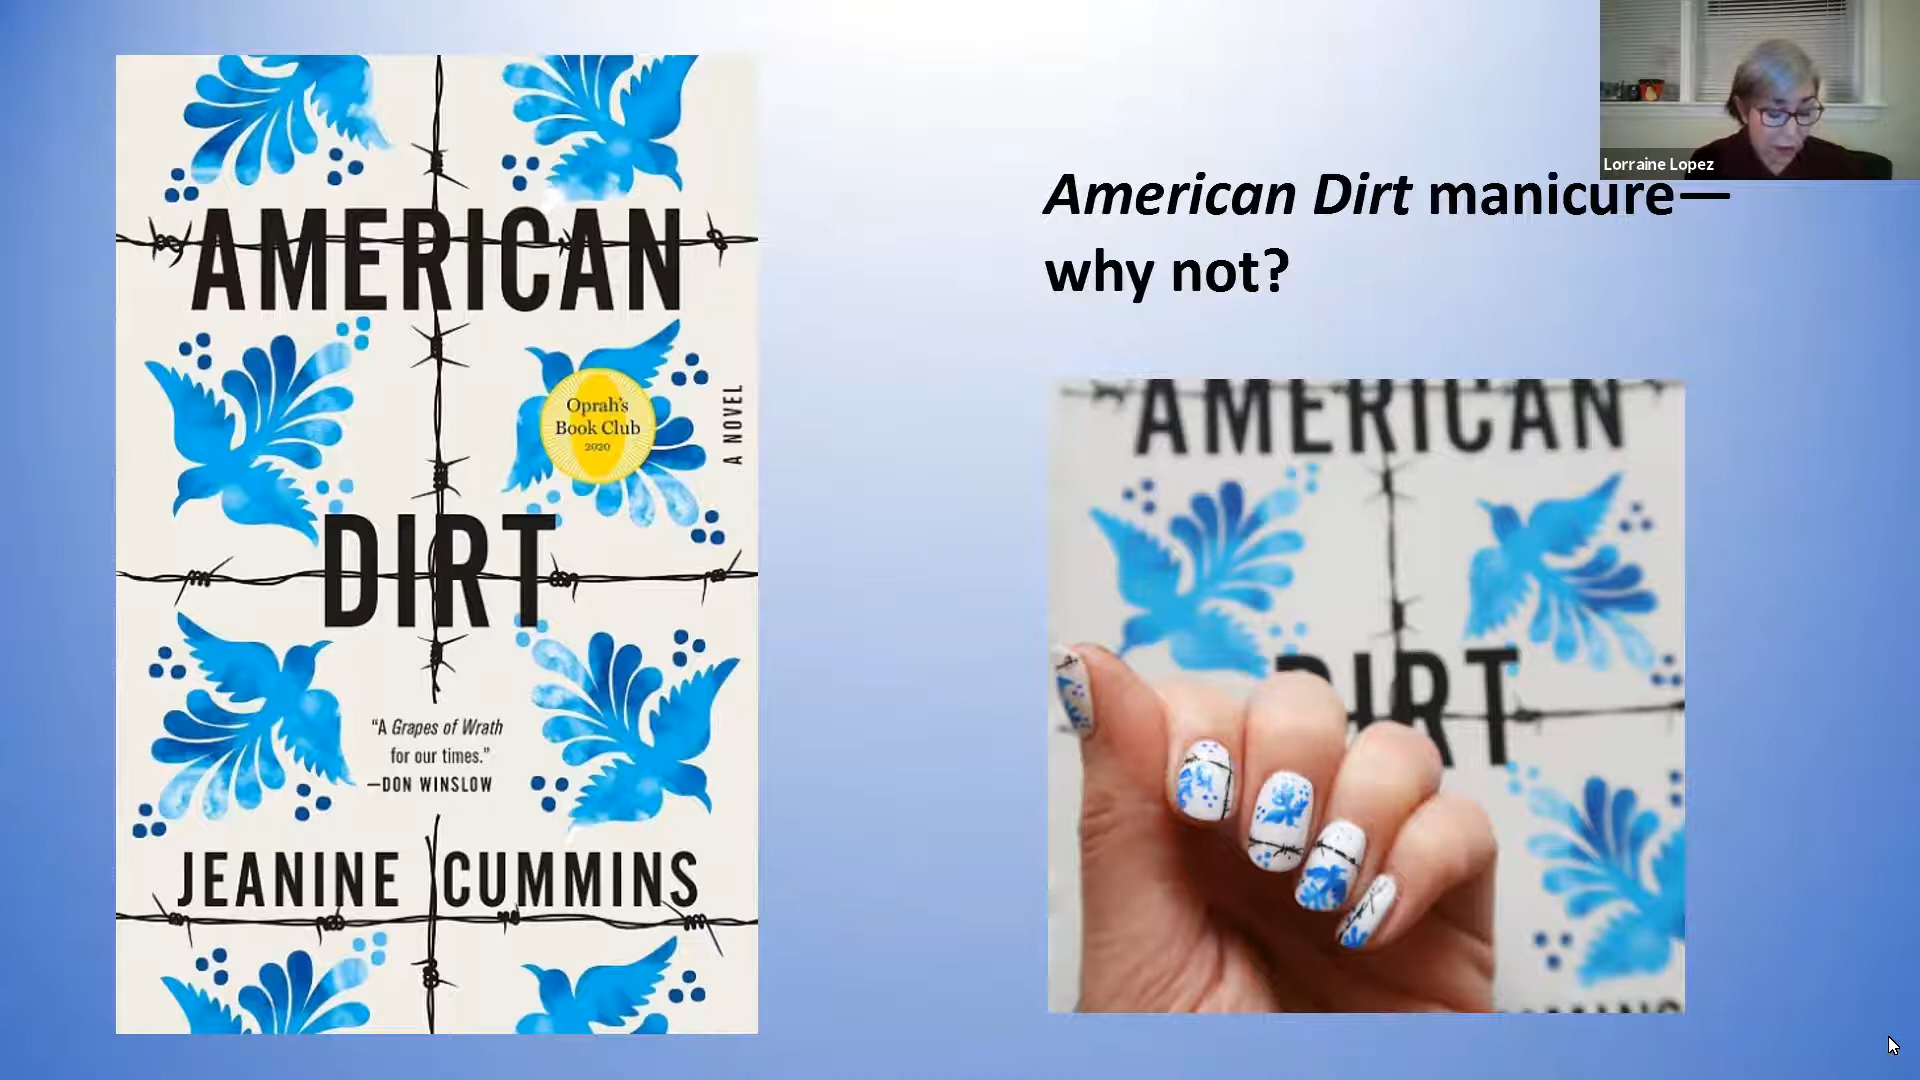 AMERICAN
Oprah's
Book Club
2020
A NOVEL
DIRT
“A Grapes of Wrath
for our times.”
—DON WINSLOW
JEANINE CUMMINS
Lorraine Lopez
American Dirt manicure—
why not?
AMERICAN
DIRT